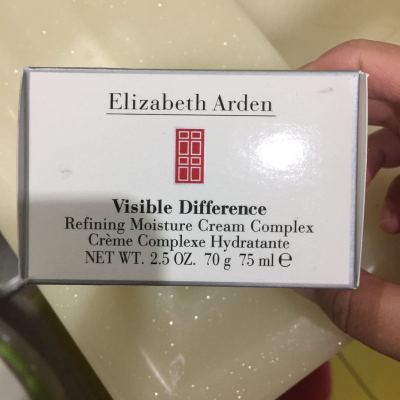 Elizabeth Arden
Visible Difference
Refining Moisture Cream Complex
Crème Complexe Hydratante
NET WT. 2.5 OZ. 70 g 75 ml ℮